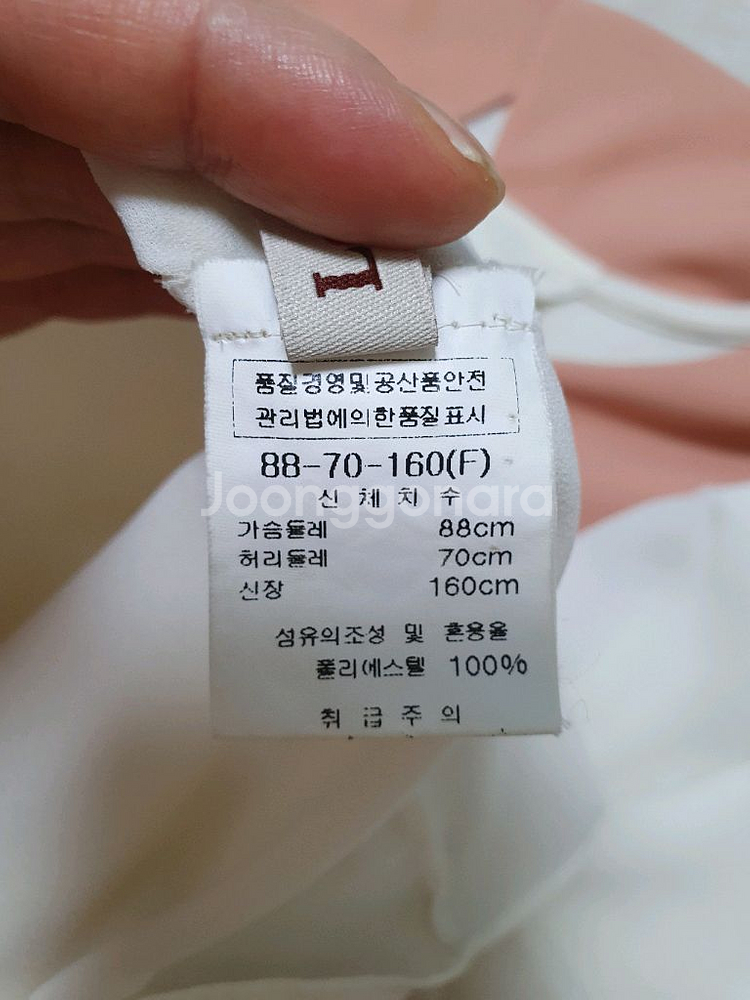 L
품질경영및공산품안전
관리법에의한품질표시
88-70-160(F)
신체치수
Joonggonara
가슴둘레 88cm
허리둘레 70cm
신장 160cm
섬유의조성 및 혼용율
폴리에스텔 100%
취급주의